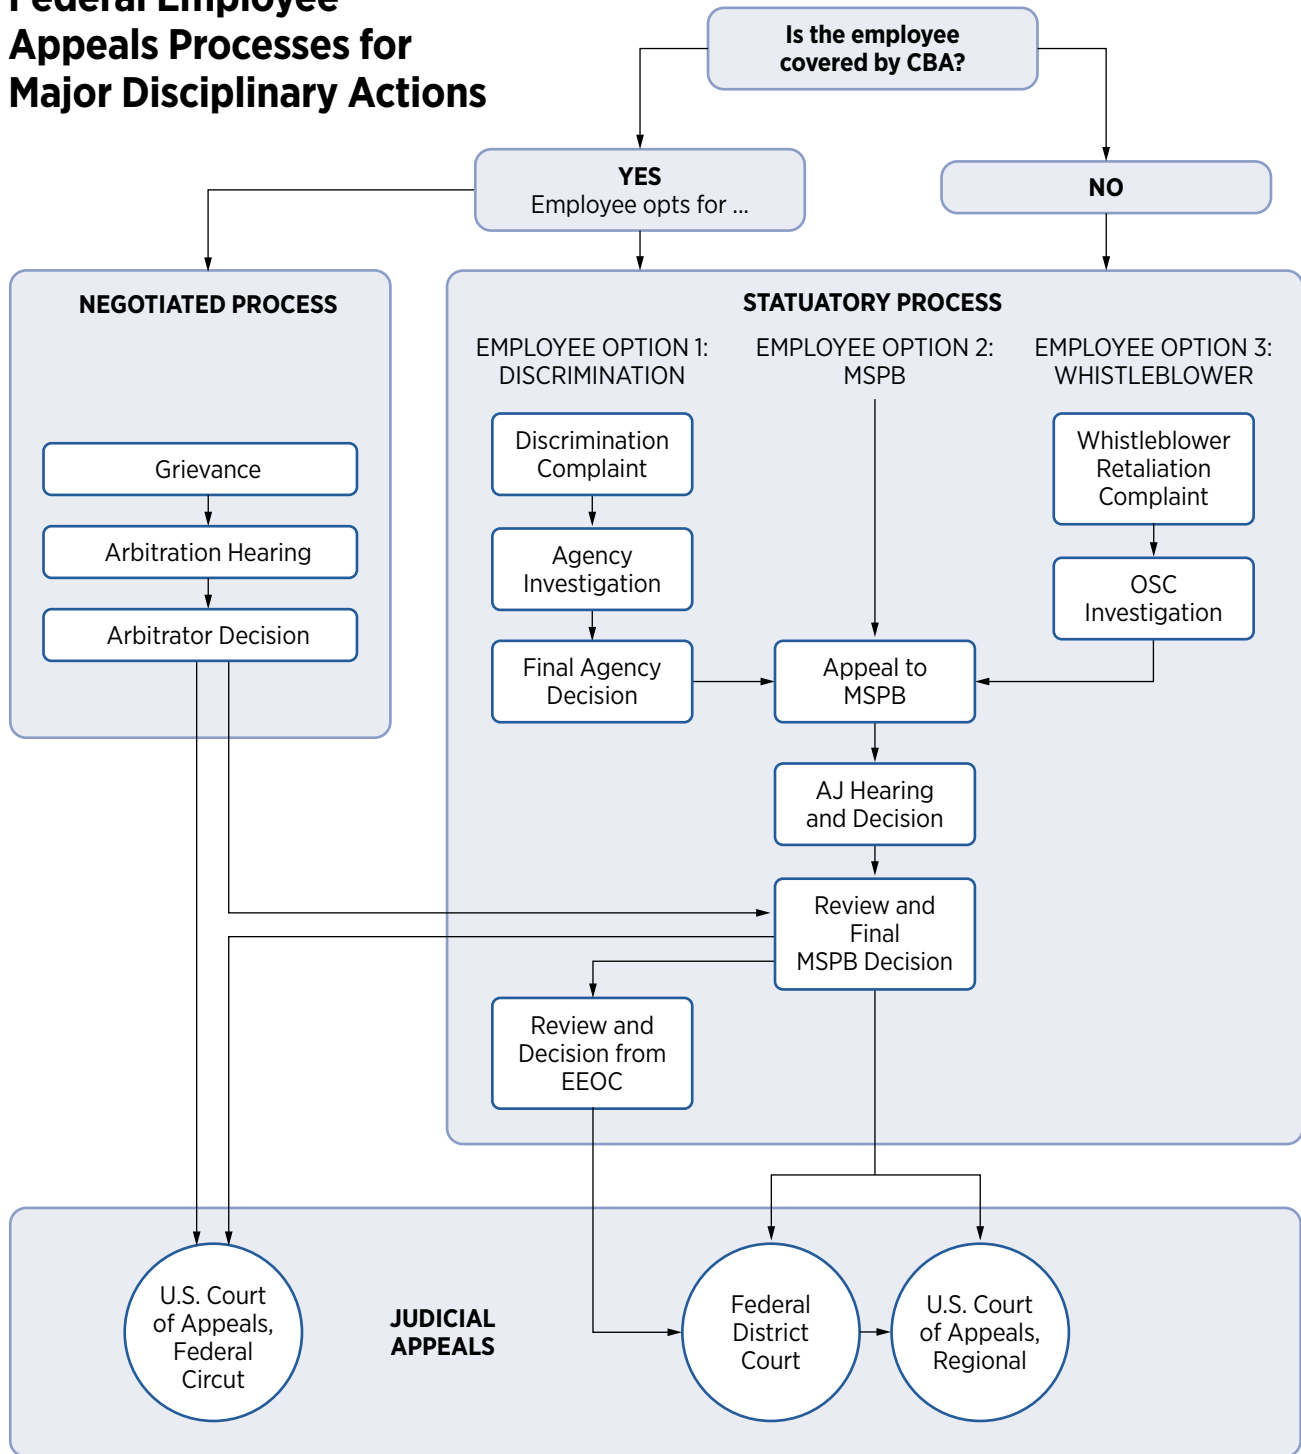 Federal Employee
Appeals Processes for
Major Disciplinary Actions
Is the employee
covered by CBA?
YES
Employee opts for ...
NO
NEGOTIATED PROCESS
Grievance
Arbitration Hearing
Arbitrator Decision
STATUATORY PROCESS
EMPLOYEE OPTION 1:
DISCRIMINATION
EMPLOYEE OPTION 2:
MSPB
EMPLOYEE OPTION 3:
WHISTLEBLOWER
Discrimination
Complaint
Agency
Investigation
Final Agency
Decision
Whistleblower
Retaliation
Complaint
OSC
Investigation
Appeal to
MSPB
AJ Hearing
and Decision
Review and
Final
MSPB Decision
Review and
Decision from
EEOC
U.S. Court
of Appeals,
Federal
Circut
JUDICIAL
APPEALS
Federal
District
Court
U.S. Court
of Appeals,
Regional